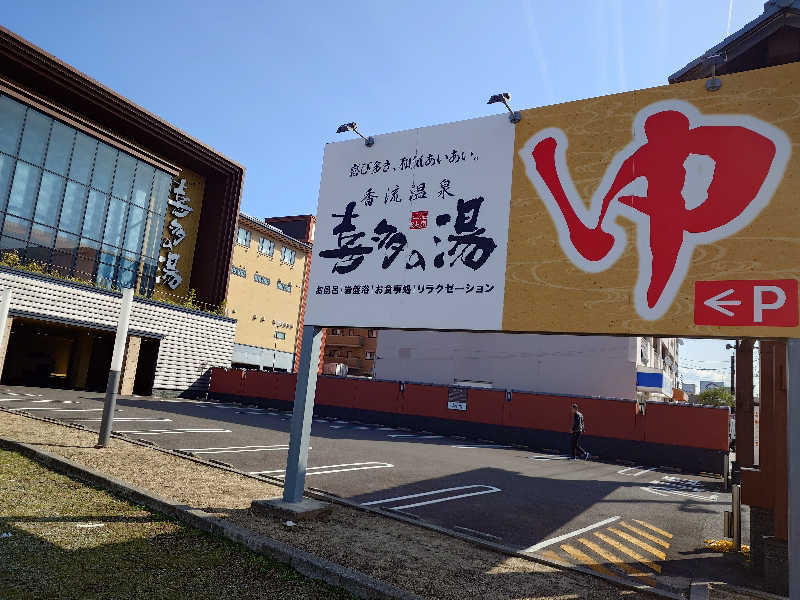 喜び多き、和気あいあい。
香流温泉
喜多の湯
お風呂・岩盤浴・お食事処・リラクゼーション
ゆ
←P
喜多の湯